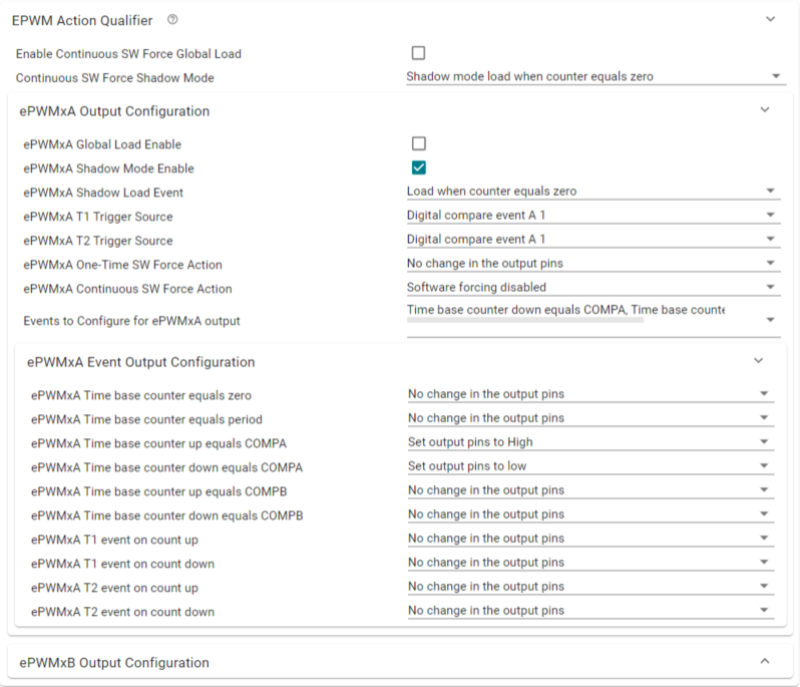 EPWM Action Qualifier
Enable Continuous SW Force Global Load
Continuous SW Force Shadow Mode Shadow mode load when counter equals zero
ePWMxA Output Configuration
ePWMxA Global Load Enable
ePWMxA Shadow Mode Enable
ePWMxA Shadow Load Event Load when counter equals zero
ePWMxA T1 Trigger Source Digital compare event A 1
ePWMxA T2 Trigger Source Digital compare event A 1
ePWMxA One-Time SW Force Action No change in the output pins
ePWMxA Continuous SW Force Action Software forcing disabled
Events to Configure for ePWMxA output Time base counter down equals COMPA, Time base counte
ePWMxA Event Output Configuration
ePWMxA Time base counter equals zero No change in the output pins
ePWMxA Time base counter equals period No change in the output pins
ePWMxA Time base counter up equals COMPA Set output pins to High
ePWMxA Time base counter down equals COMPA Set output pins to low
ePWMxA Time base counter up equals COMPB No change in the output pins
ePWMxA Time base counter down equals COMPB No change in the output pins
ePWMxA T1 event on count up No change in the output pins
ePWMxA T1 event on count down No change in the output pins
ePWMxA T2 event on count up No change in the output pins
ePWMxA T2 event on count down No change in the output pins
ePWMxB Output Configuration